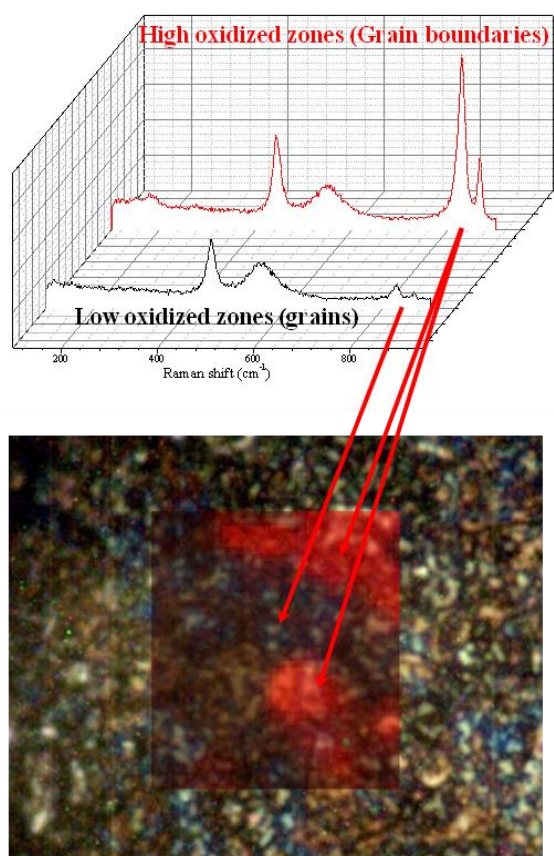 High oxidized zones (Grain boundaries)
Low oxidized zones (grains)
200 400 600 800
Raman shift (cm-1)